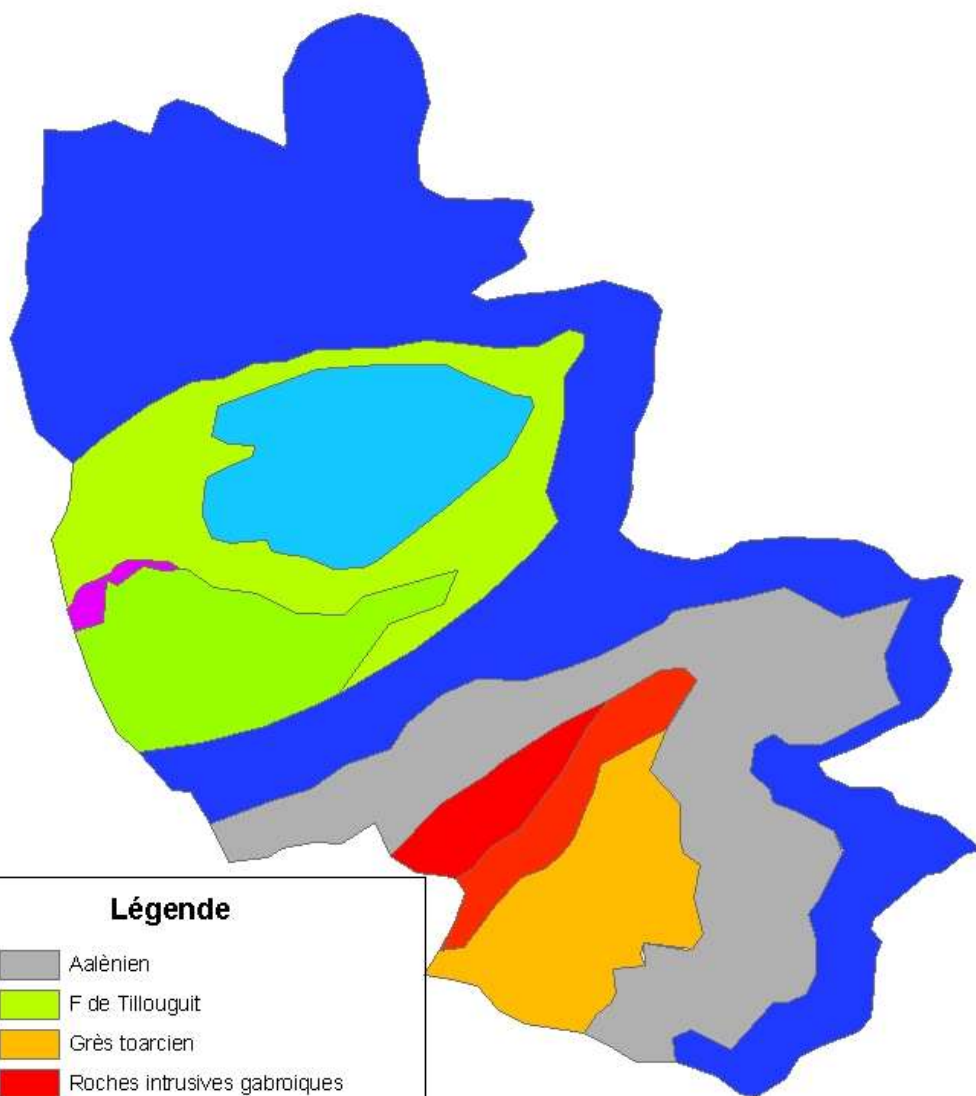 Légende
Aalènien
F de Tillouguit
Grès toarcien
Roches intrusives gabroiques